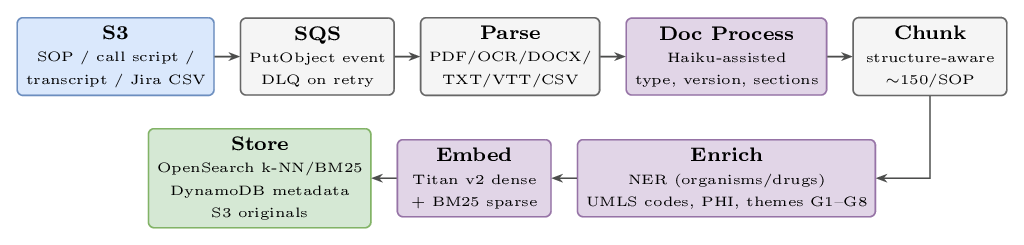 S3
SOP / call script /
transcript / Jira CSV
SQS
PutObject event
DLQ on retry
Parse
PDF/OCR/DOCX/
TXT/VTT/CSV
Doc Process
Haiku-assisted
type, version, sections
Chunk
structure-aware
~150/SOP
Store
OpenSearch k-NN/BM25
DynamoDB metadata
S3 originals
Embed
Titan v2 dense
+ BM25 sparse
Enrich
NER (organisms/drugs)
UMLS codes, PHI, themes G1–G8